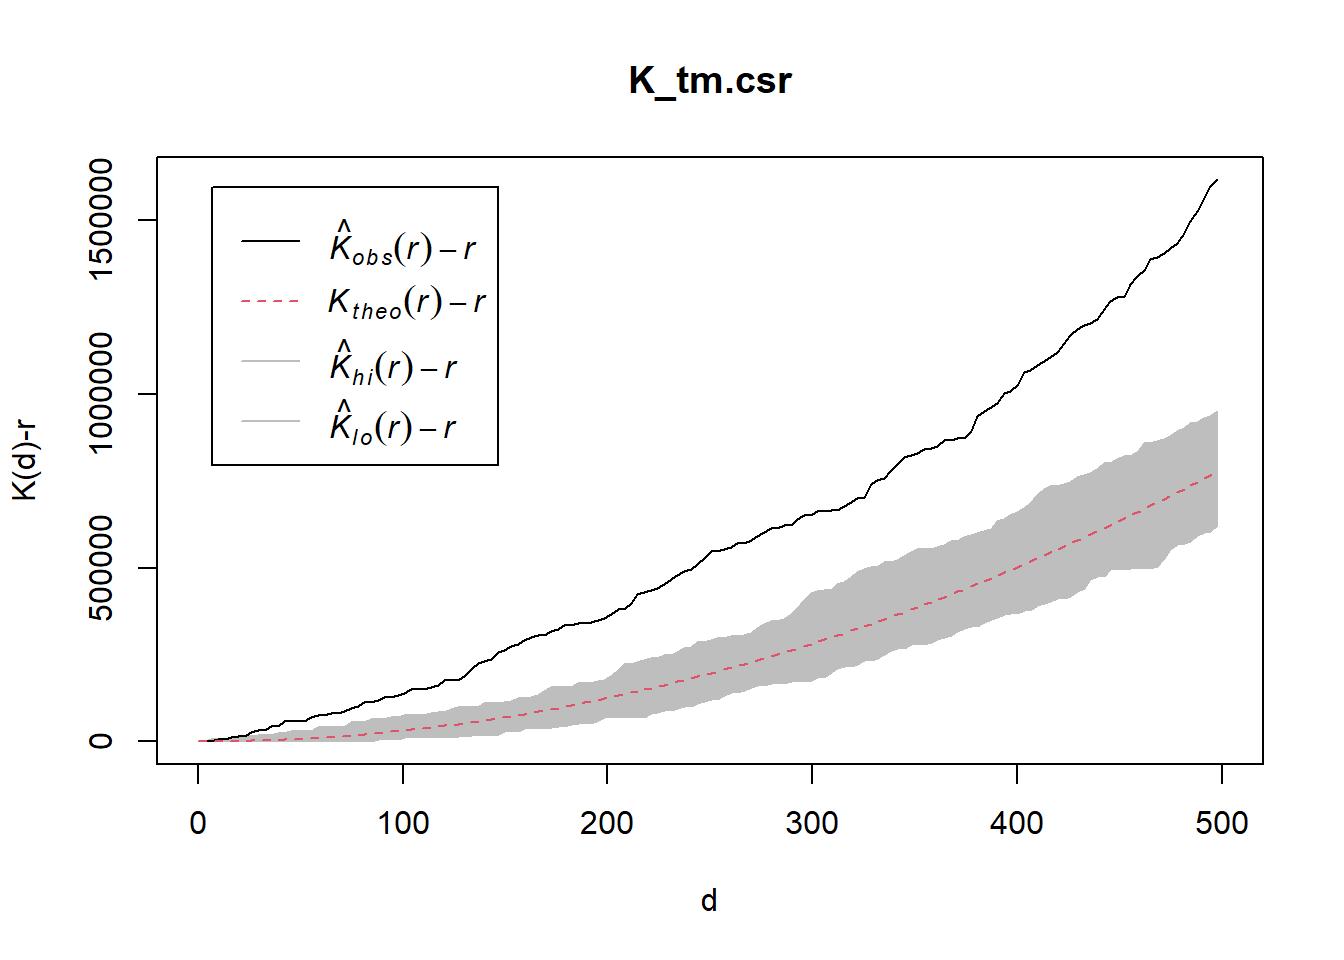 K_tm.csr
K̂obs(r) – r
Ktheo(r) – r
K̂hi(r) – r
K̂lo(r) – r
K(d)-r
1500000
1000000
500000
0
0 100 200 300 400 500
d